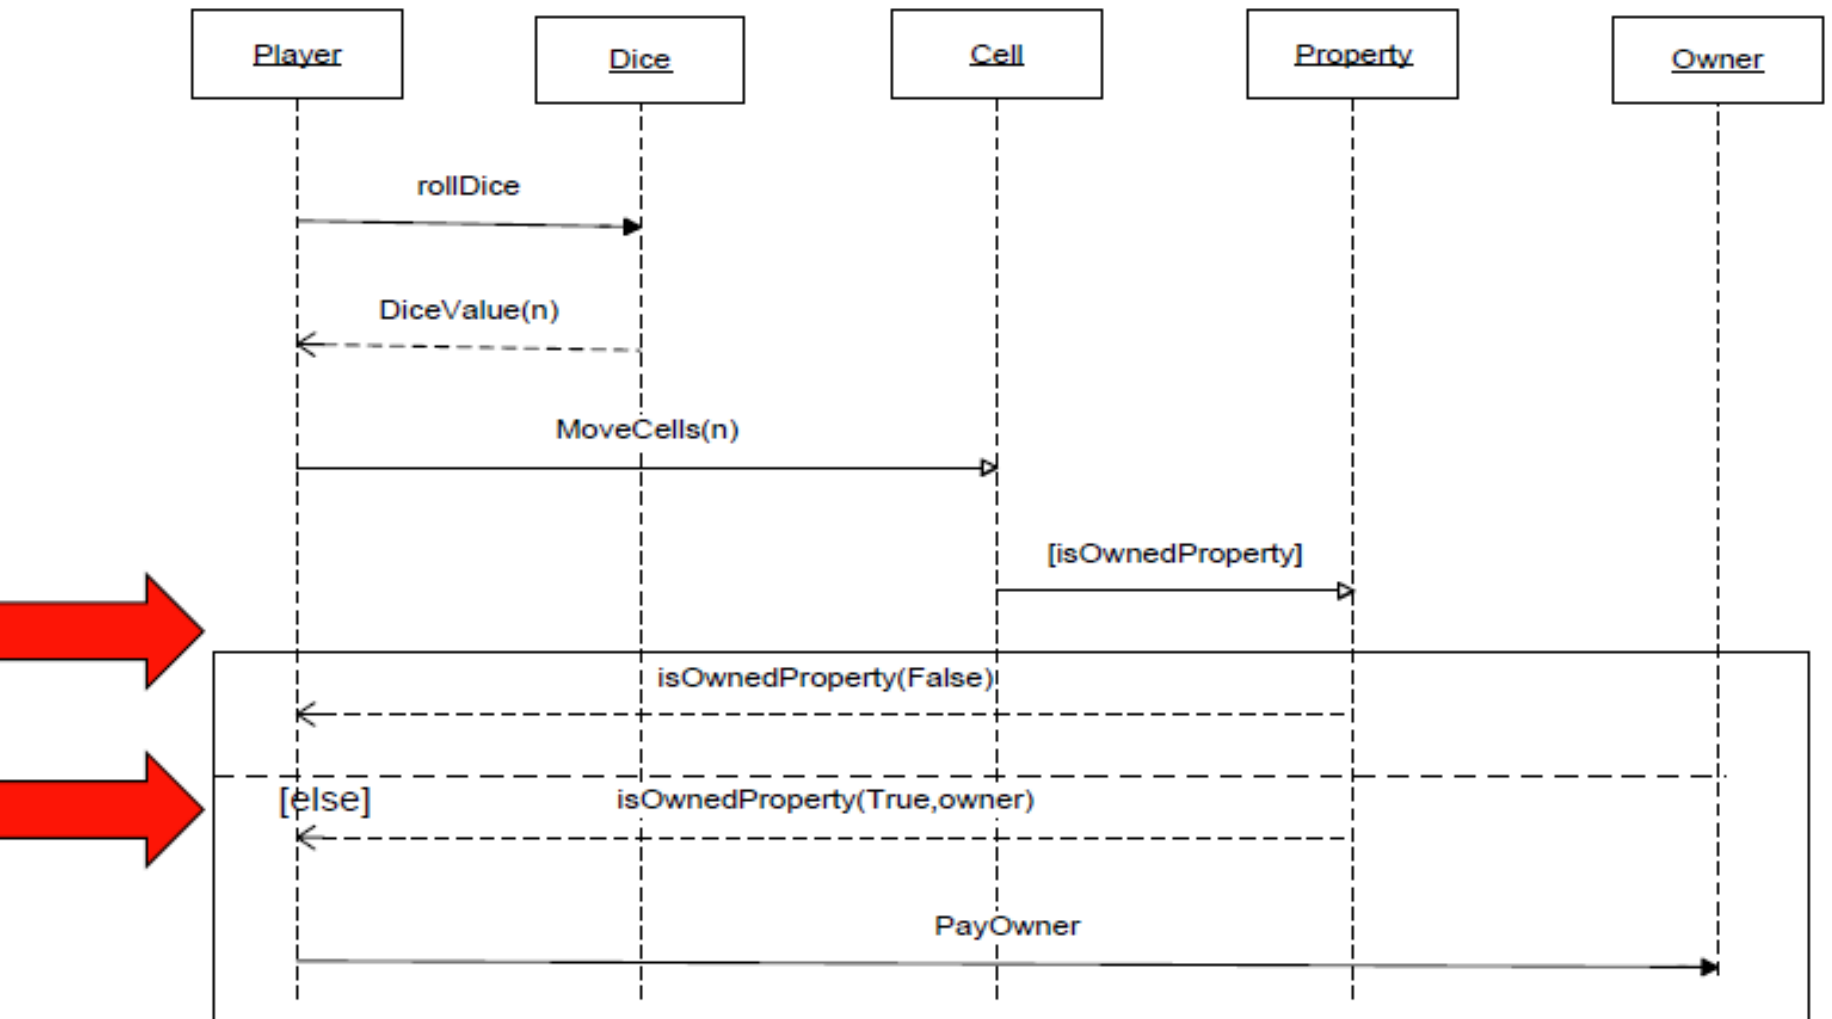 Player
Dice
Cell
Property
Owner
rollDice
DiceValue(n)
MoveCells(n)
[isOwnedProperty]
isOwnedProperty(False)
[else]
isOwnedProperty(True,owner)
PayOwner